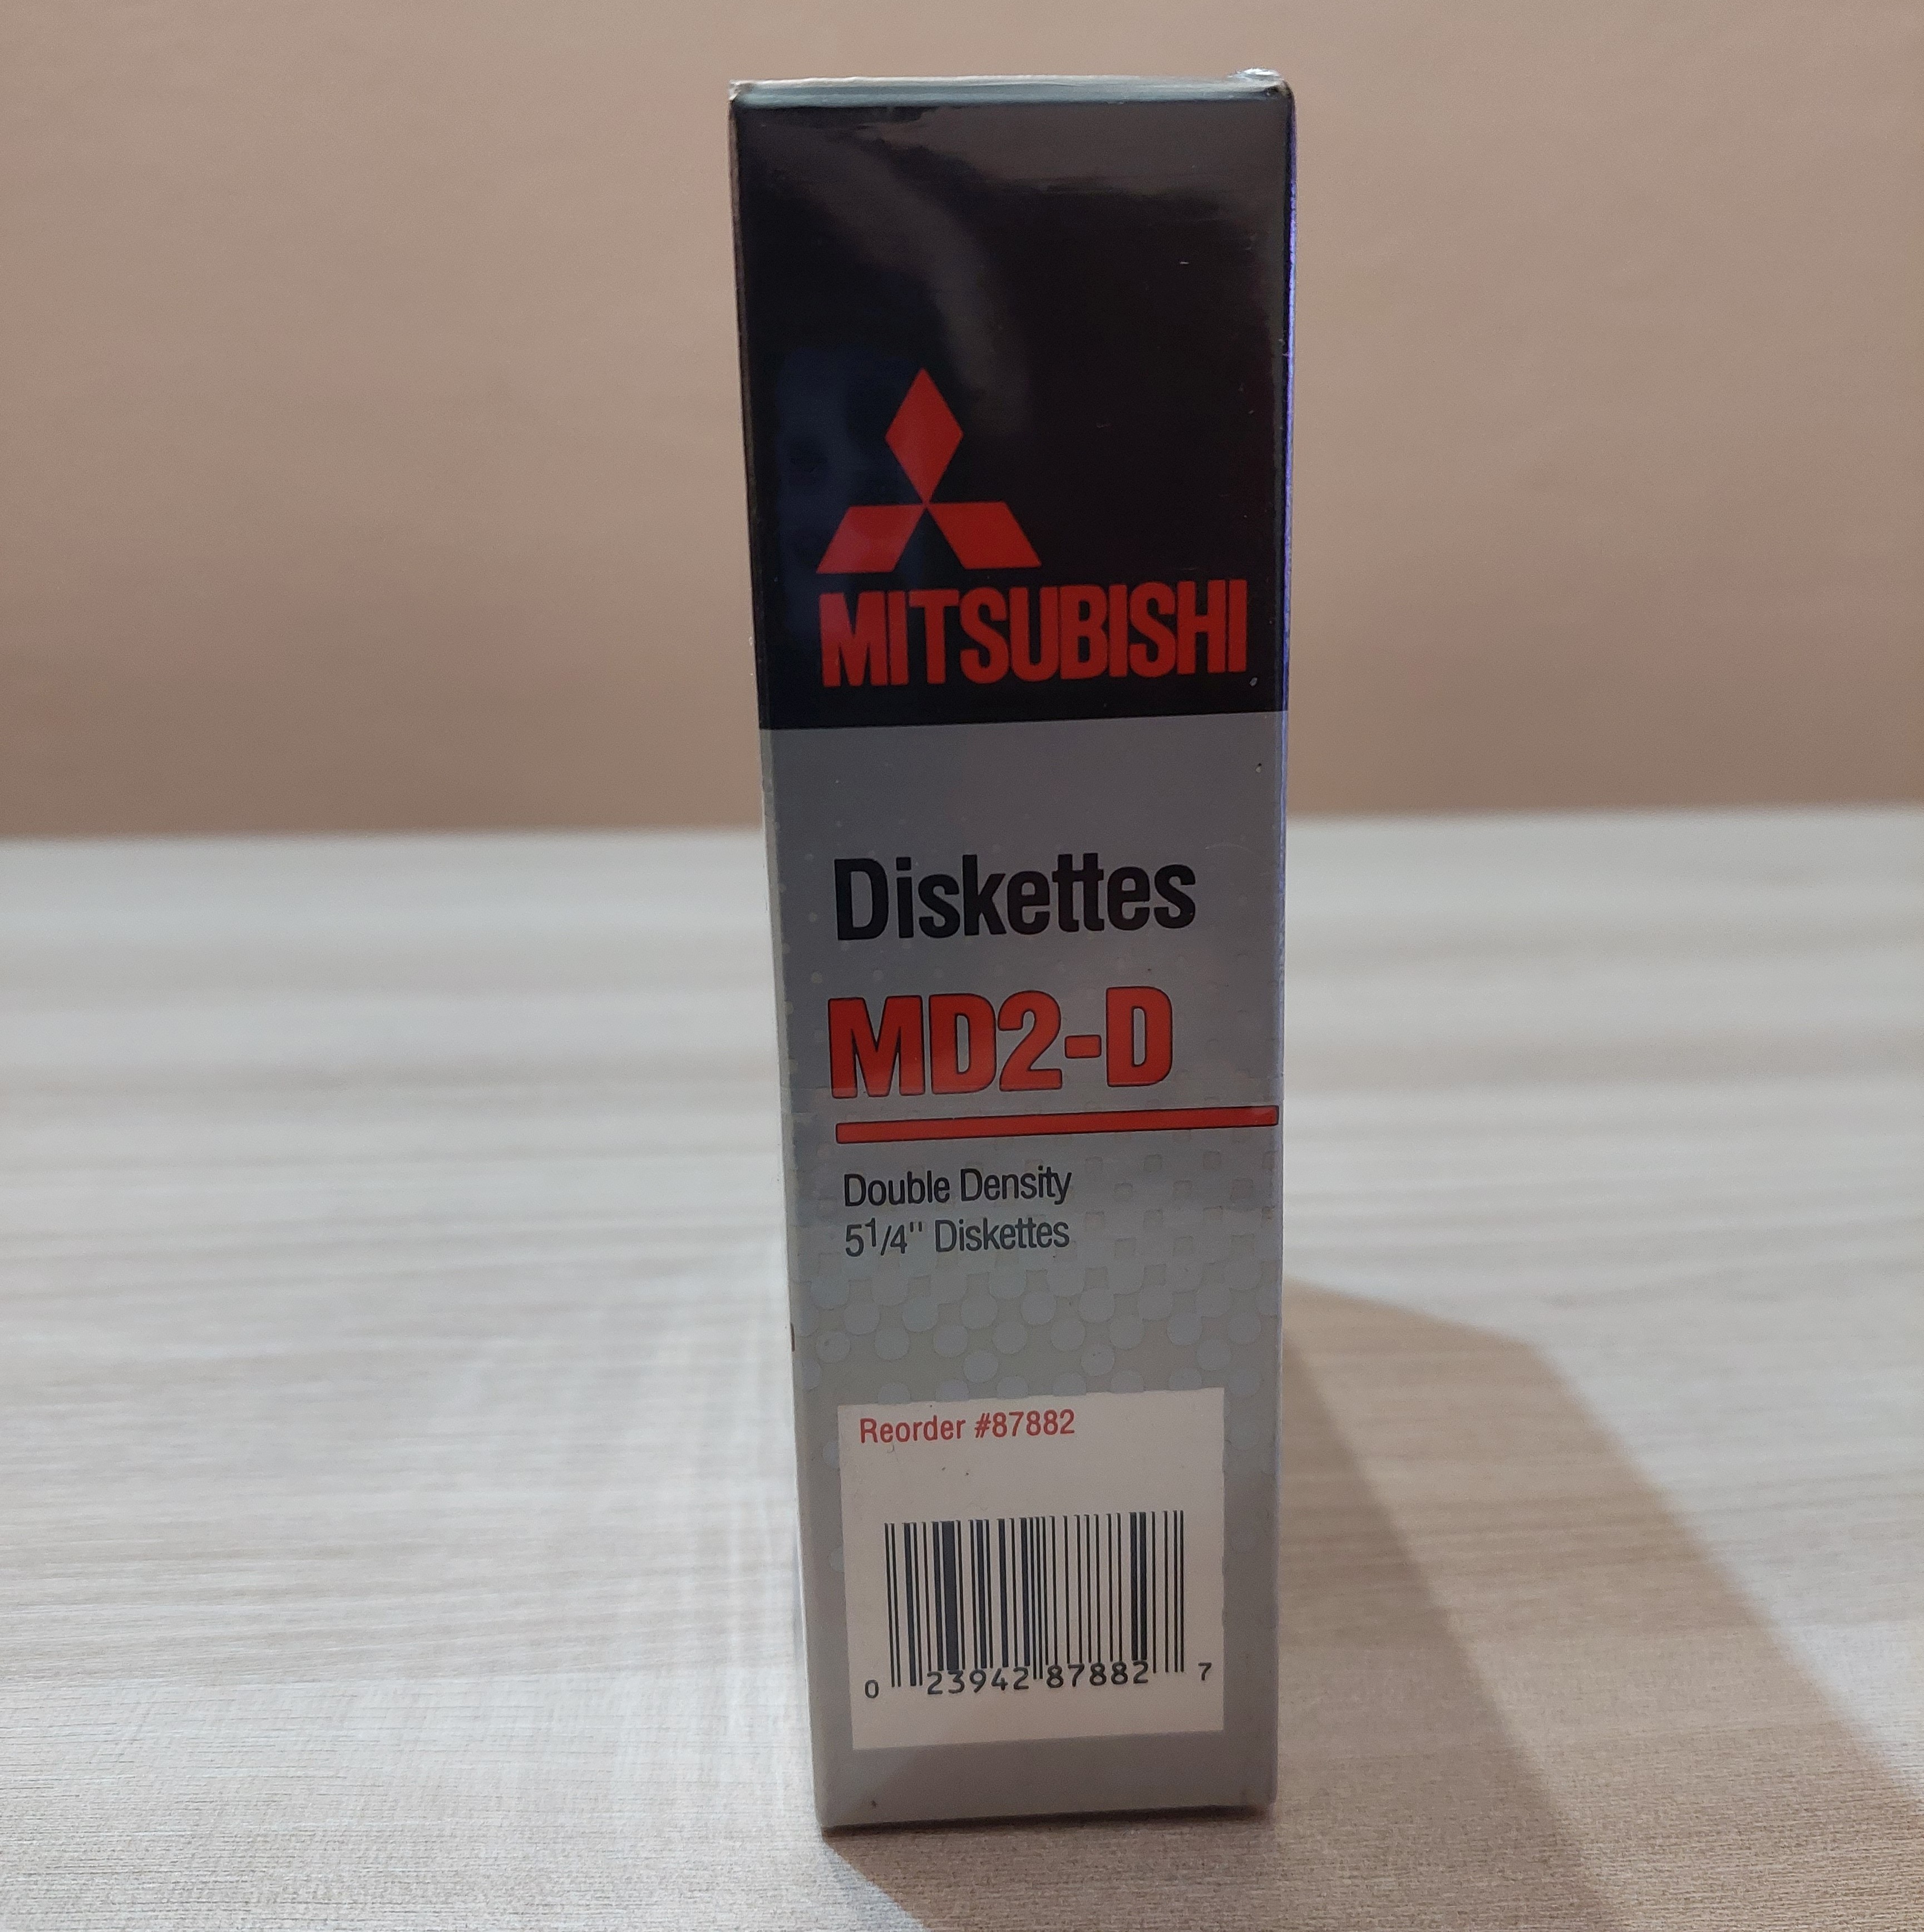 MITSUBISHI
Diskettes
MD2-D
Double Density
5 1/4" Diskettes
Reorder #87882
0 23942 87882 7